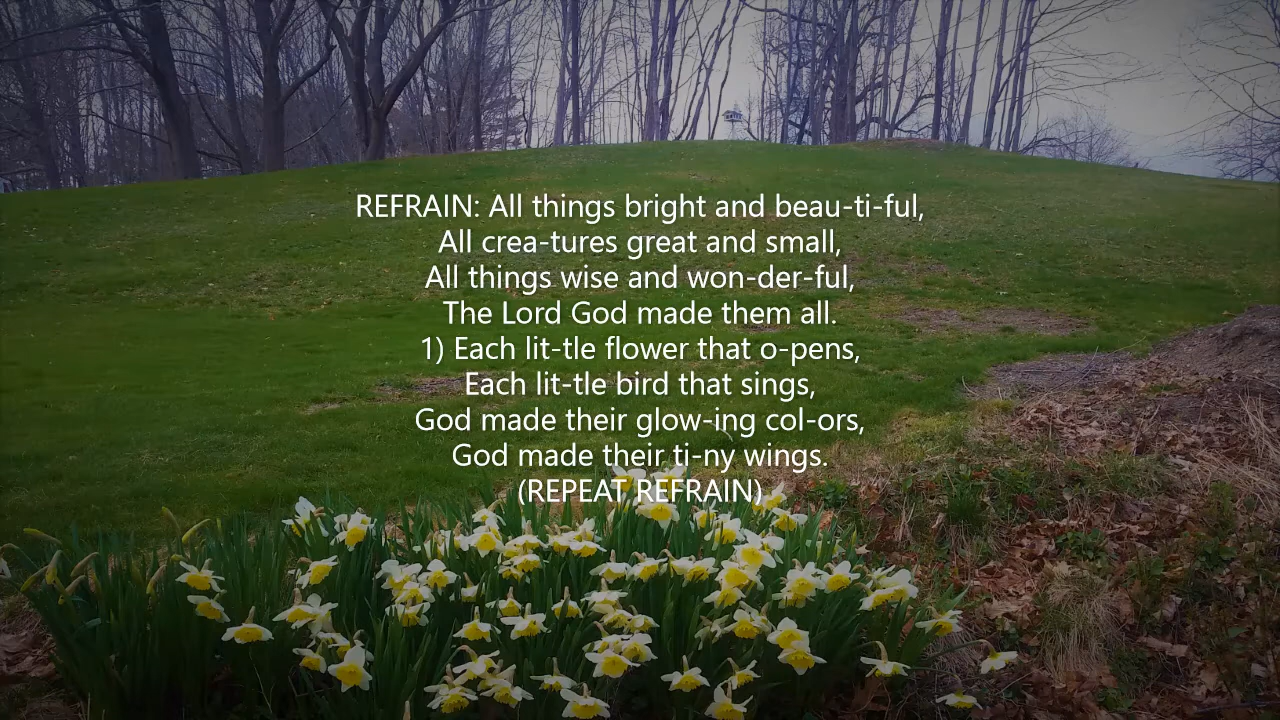 REFRAIN: All things bright and beau-ti-ful,
All crea-tures great and small,
All things wise and won-der-ful,
The Lord God made them all.
1) Each lit-tle flower that o-pens,
Each lit-tle bird that sings,
God made their glow-ing col-ors,
God made their ti-ny wings.
(REPEAT REFRAIN)